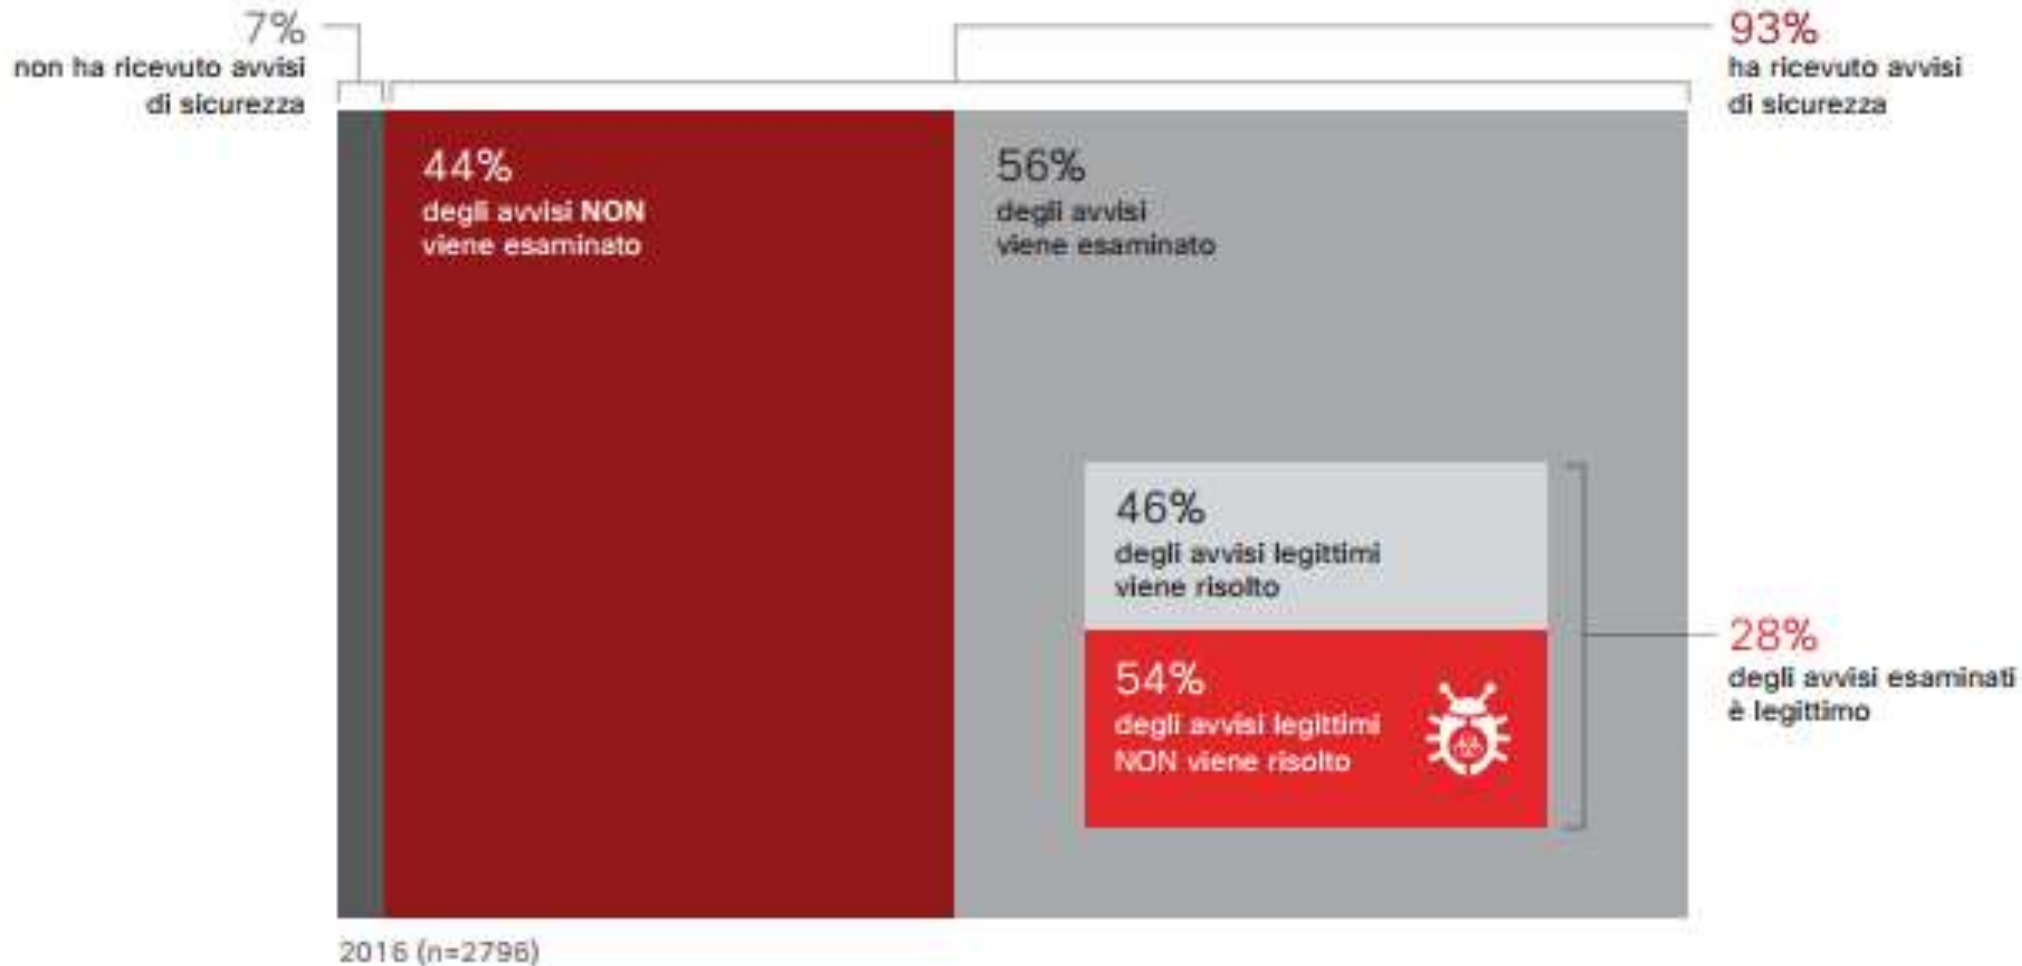 7%
non ha ricevuto avvisi
di sicurezza
93%
ha ricevuto avvisi
di sicurezza
44%
degli avvisi NON
viene esaminato
56%
degli avvisi
viene esaminato
46%
degli avvisi legittimi
viene risolto
54%
degli avvisi legittimi
NON viene risolto
28%
degli avvisi esaminati
è legittimo
2016 (n=2796)